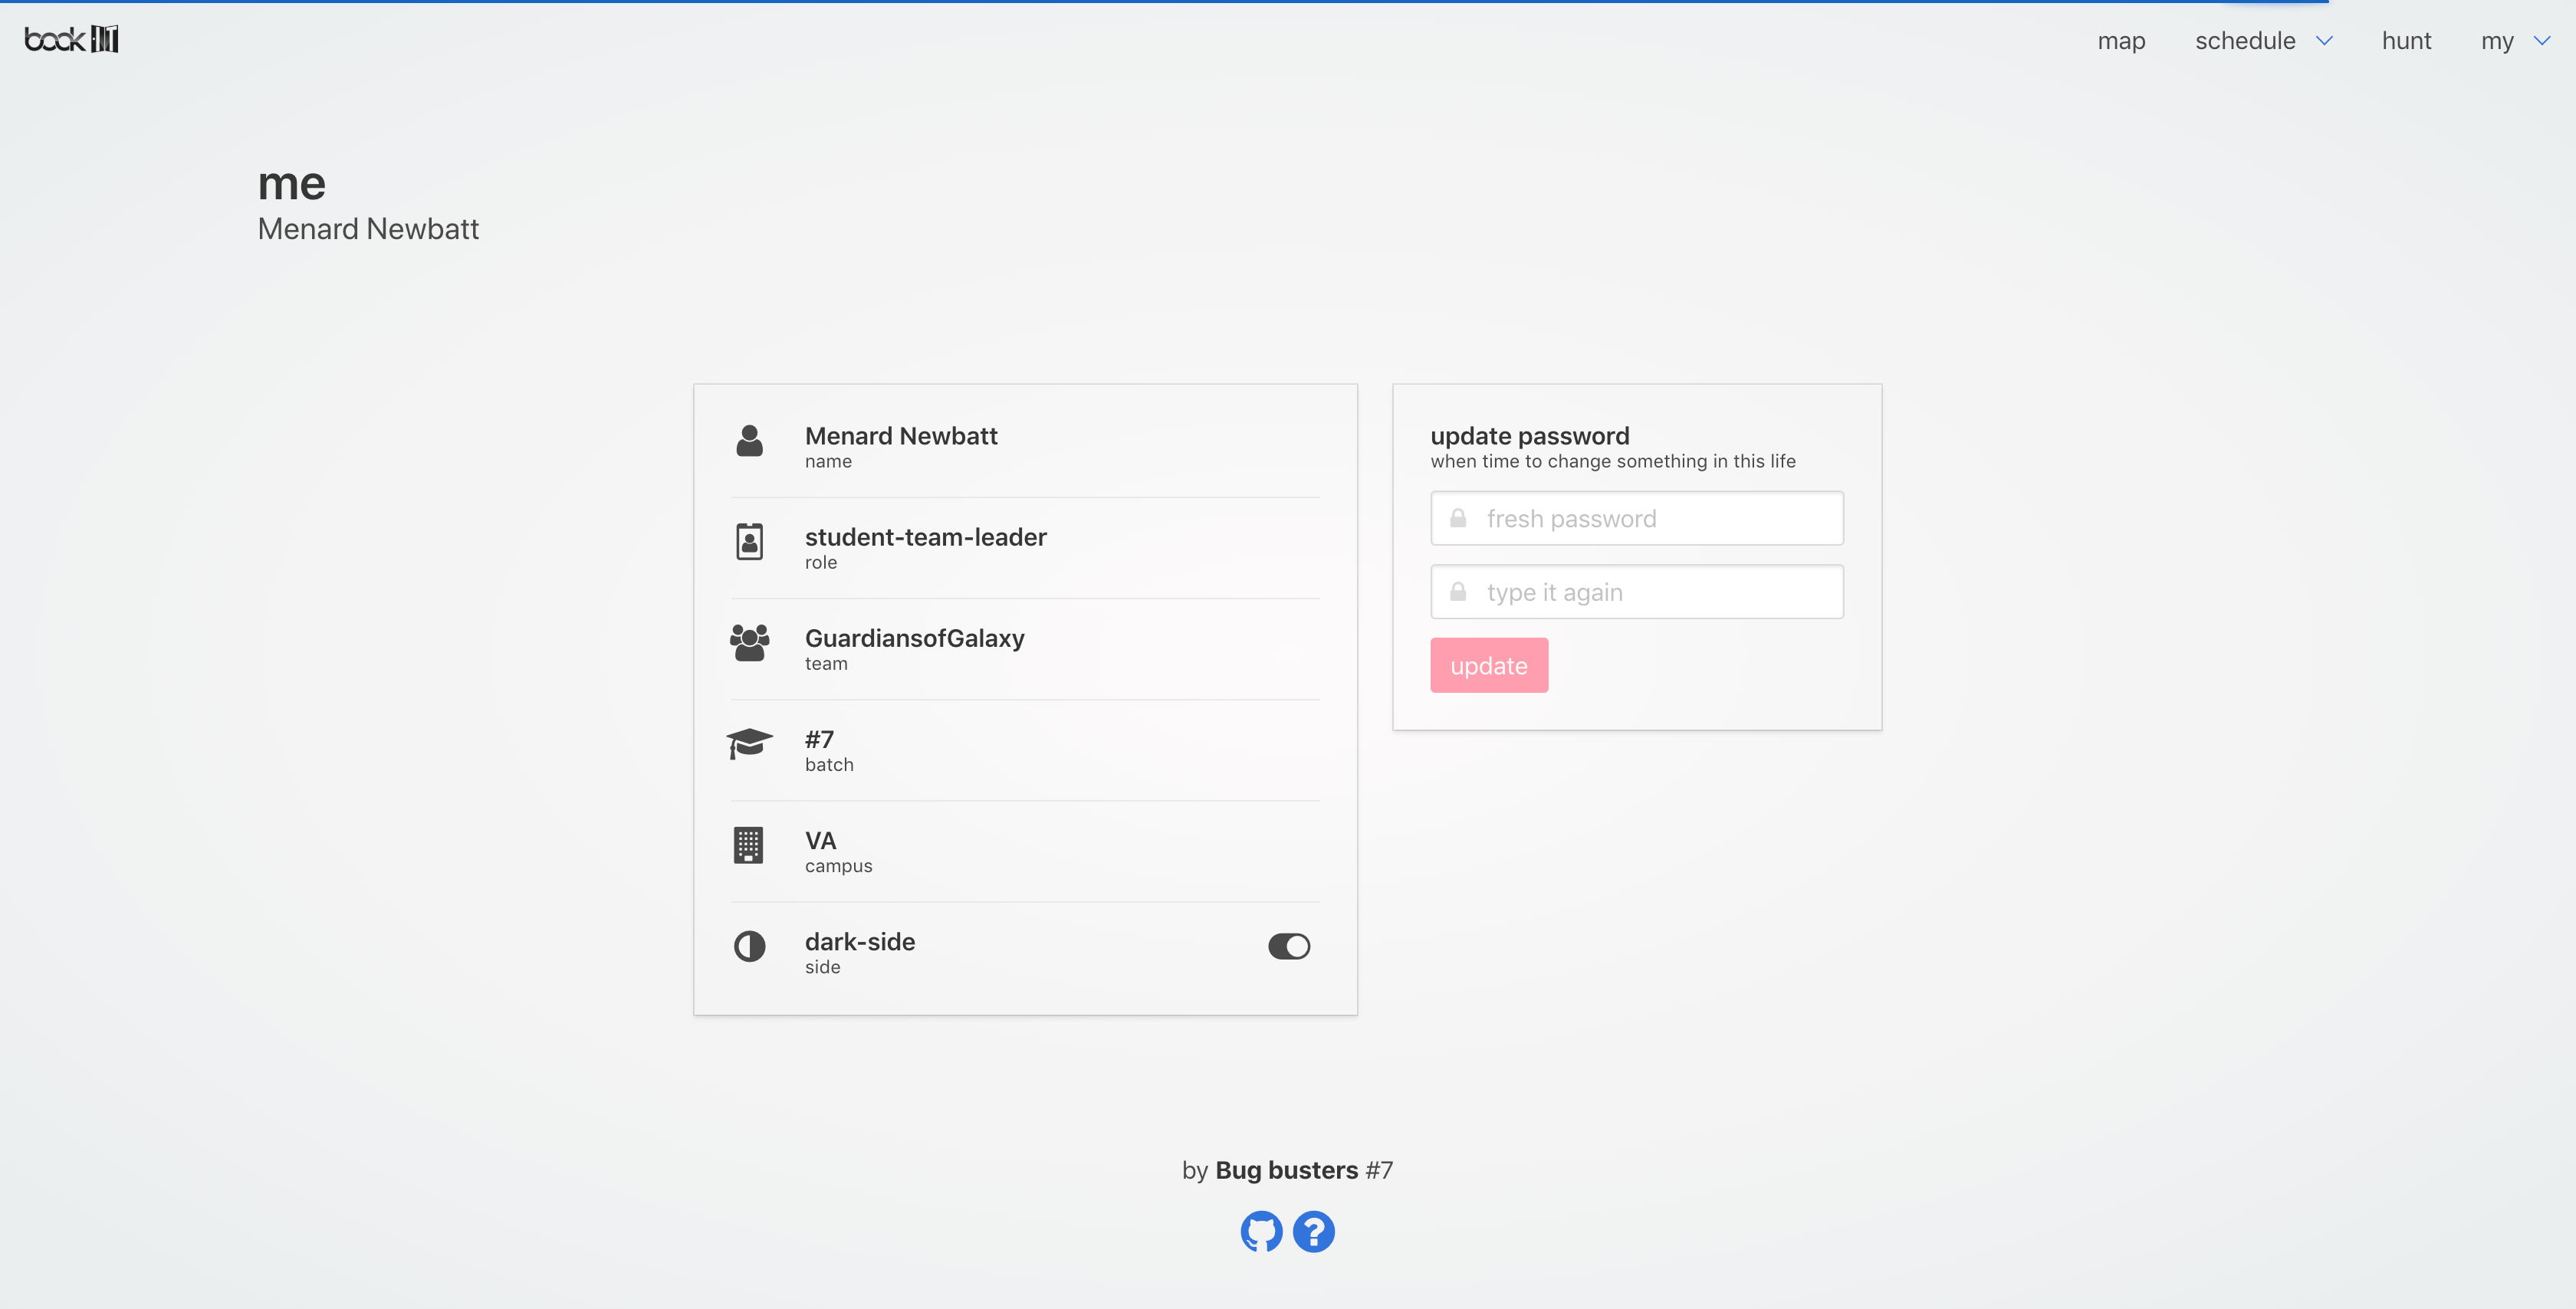 book IT
map schedule hunt my
me
Menard Newbatt
Menard Newbatt
name
student-team-leader
role
GuardiansofGalaxy
team
#7
batch
VA
campus
dark-side
side
update password
when time to change something in this life
fresh password
type it again
update
by Bug busters #7